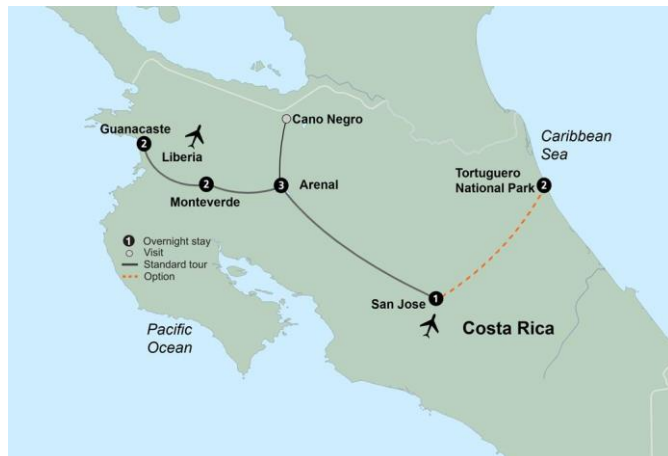 Cano Negro
Guanacaste
2
Liberia
Caribbean
Sea
Tortuguero
National Park
2
2
3
Arenal
Monteverde
1 Overnight stay
Visit
Standard tour
Option
San Jose
1
Costa Rica
Pacific
Ocean